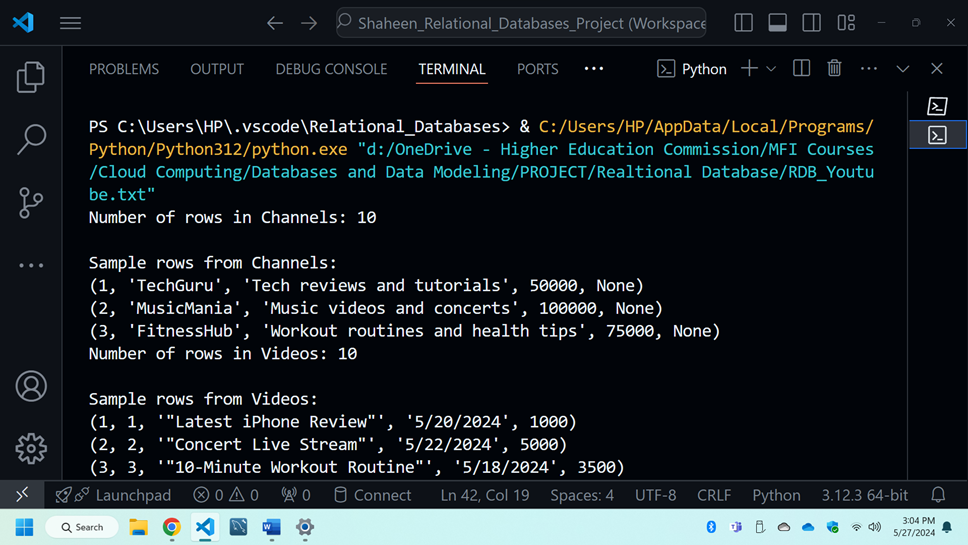 Shaheen_Relational_Databases_Project (Workspace
PROBLEMS OUTPUT DEBUG CONSOLE TERMINAL PORTS ••• Python
PS C:\Users\HP\.vscode\Relational_Databases> & C:/Users/HP/AppData/Local/Programs/
Python/Python312/python.exe "d:/OneDrive - Higher Education Commission/MFI Courses
/Cloud Computing/Databases and Data Modeling/PROJECT/Realtional Database/RDB_Youtu
be.txt"
Number of rows in Channels: 10
Sample rows from Channels:
(1, 'TechGuru', 'Tech reviews and tutorials', 50000, None)
(2, 'MusicMania', 'Music videos and concerts', 100000, None)
(3, 'FitnessHub', 'Workout routines and health tips', 75000, None)
Number of rows in Videos: 10
Sample rows from Videos:
(1, 1, '"Latest iPhone Review"', '5/20/2024', 1000)
(2, 2, '"Concert Live Stream"', '5/22/2024', 5000)
(3, 3, '"10-Minute Workout Routine"', '5/18/2024', 3500)
Launchpad 0 0 0 Connect Ln 42, Col 19 Spaces: 4 UTF-8 CRLF Python 3.12.3 64-bit
Search 3:04 PM
5/27/2024